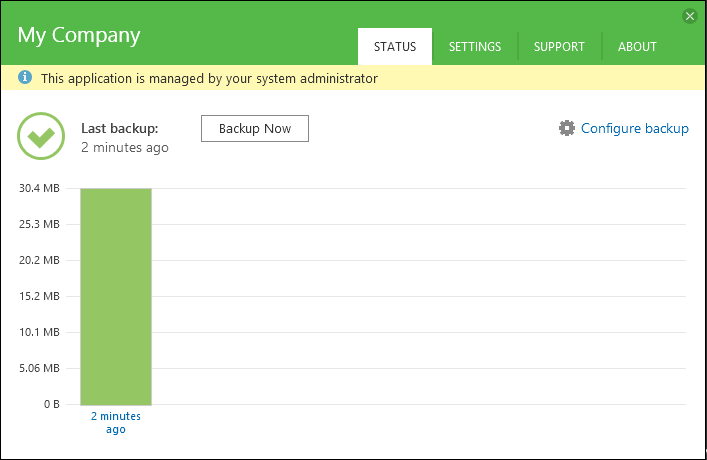 My Company
STATUS
SETTINGS
SUPPORT
ABOUT
This application is managed by your system administrator
Last backup:
2 minutes ago
Backup Now
Configure backup
30.4 MB
25.3 MB
20.2 MB
15.2 MB
10.1 MB
5.06 MB
0 B
2 minutes
ago